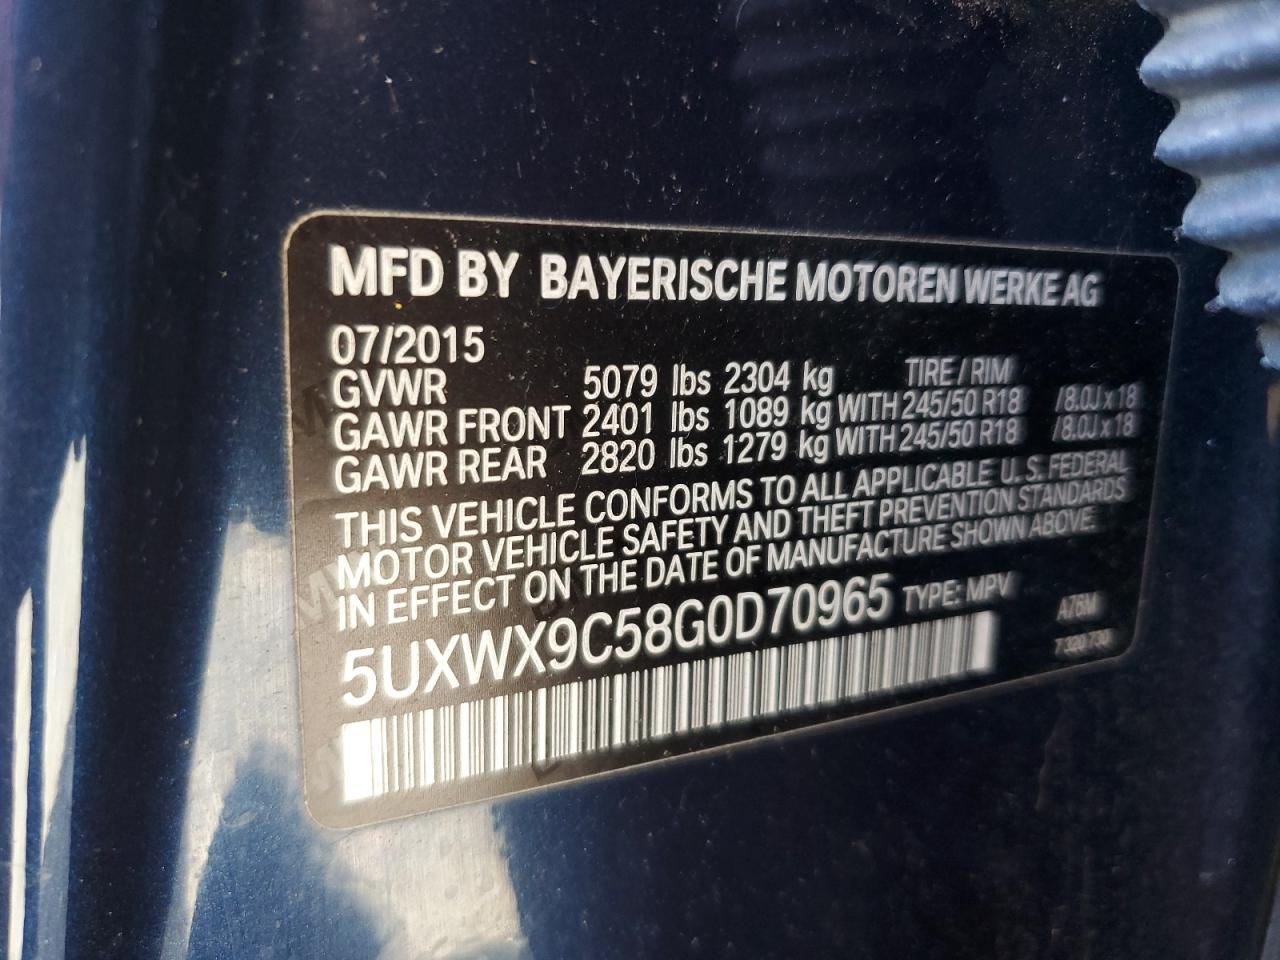 MFD BY BAYERISCHE MOTOREN WERKE AG
07/2015
GVWR 5079 lbs 2304 kg TIRE / RIM
GAWR FRONT 2401 lbs 1089 kg WITH 245/50 R18 /8.0J x 18
GAWR REAR 2820 lbs 1279 kg WITH 245/50 R18 /8.0J x 18
THIS VEHICLE CONFORMS TO ALL APPLICABLE U.S. FEDERAL
MOTOR VEHICLE SAFETY AND THEFT PREVENTION STANDARDS
IN EFFECT ON THE DATE OF MANUFACTURE SHOWN ABOVE.
5UXWX9C58G0D70965 TYPE: MPV
A76M